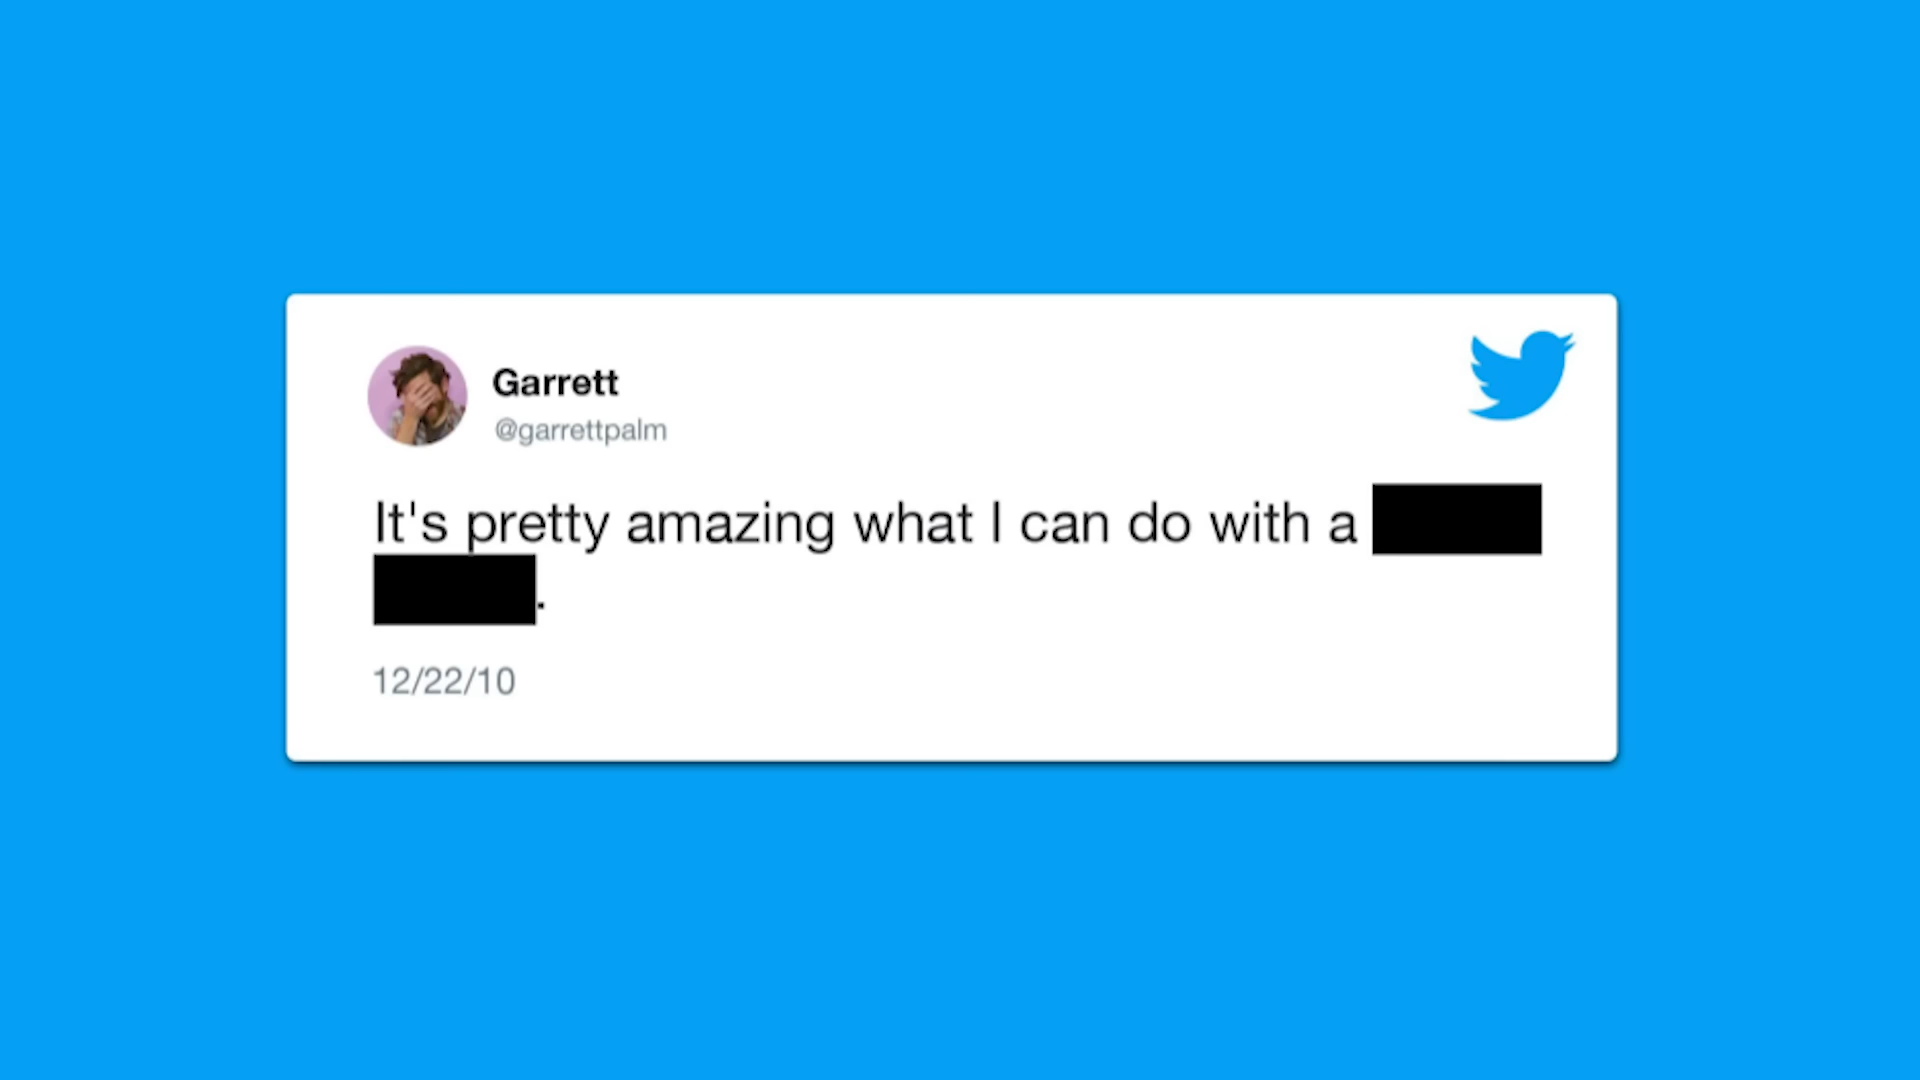 Garrett
@garrettpalm
It's pretty amazing what I can do with a
.
12/22/10